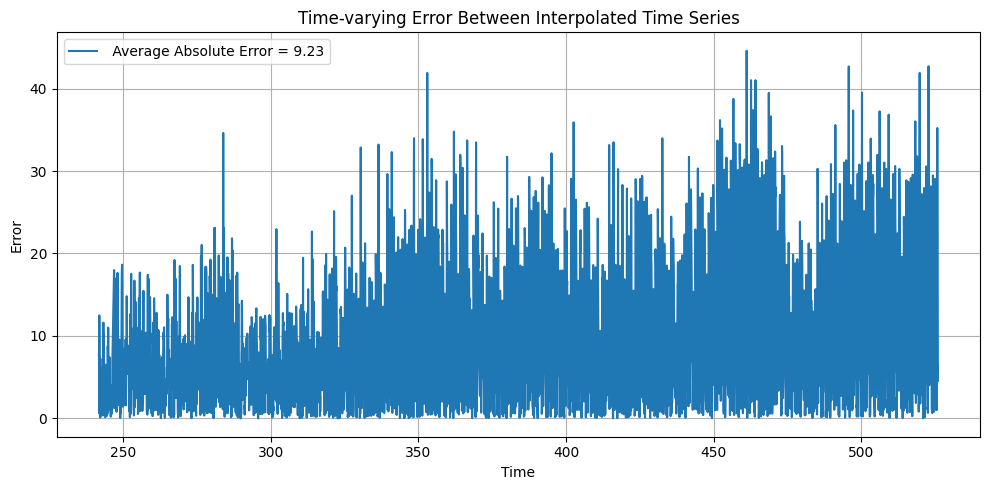 Time-varying Error Between Interpolated Time Series
Average Absolute Error = 9.23
Error
40
30
20
10
0
250 300 350 400 450 500
Time